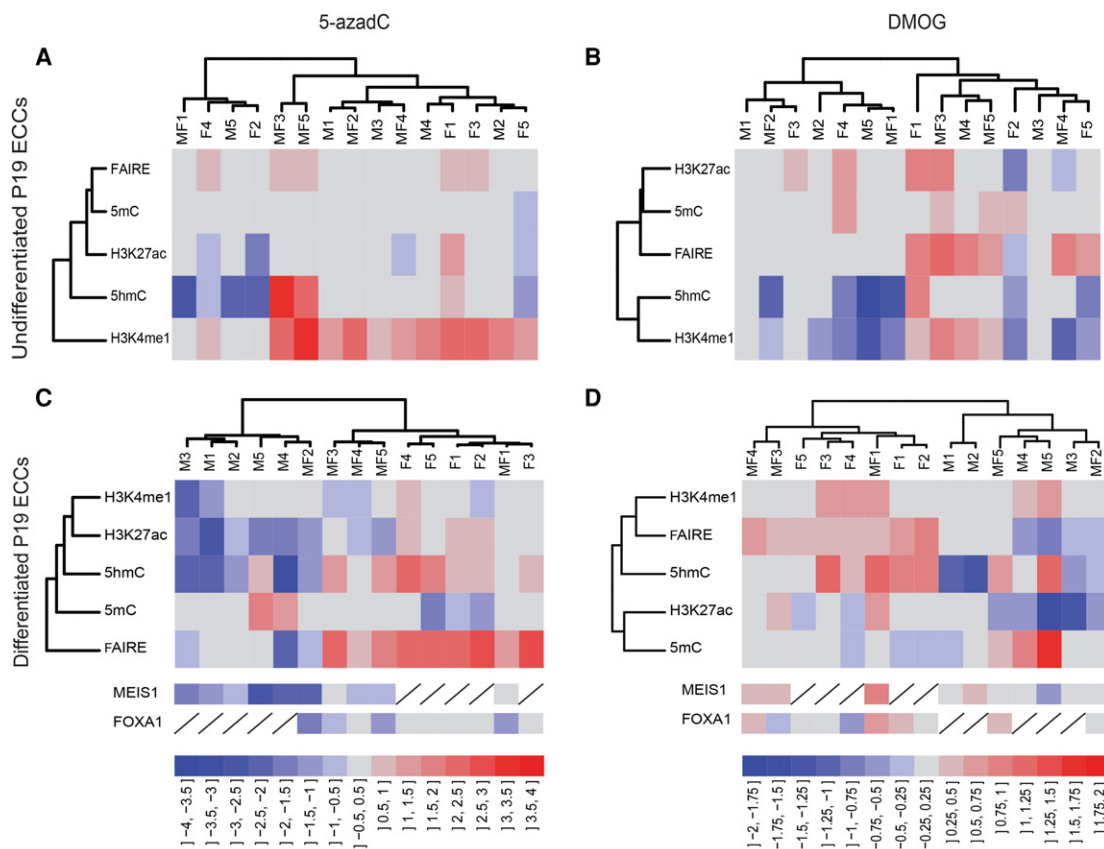 5-azadC
DMOG
A
B
Undifferentiated P19 ECCs
MF1 F4 M5 F2 MF3 MF5 M1 MF2 M3 MF4 M4 F1 F3 M2 F5
M1 MF2 F3 M2 F4 M5 MF1 F1 MF3 M4 M5 F2 M3 MF4 F5
FAIRE
5mC
H3K27ac
5hmC
H3K4me1
H3K27ac
5mC
FAIRE
5hmC
H3K4me1
C
D
Differentiated P19 ECCs
M3 M1 M2 M5 M4 MF2 MF3 MF4 MF5 F4 F5 F1 F2 MF1 F3
MF4 MF3 F5 F3 F4 MF1 F1 F2 M1 M2 MF5 M4 M5 M3 MF2
H3K4me1
H3K27ac
5hmC
5mC
FAIRE
MEIS1
FOXA1
H3K4me1
FAIRE
5hmC
H3K27ac
5mC
MEIS1
FOXA1
] −4, −3.5]
] −3.5, −3]
] −3, −2.5]
] −2.5, −2]
] −2, −1.5]
] −1.5, −1]
] −1, −0.5]
] −0.5, 0.5]
] 0.5, 1]
] 1, 1.5]
] 1.5, 2]
] 2, 2.5]
] 2.5, 3]
] 3, 3.5]
] 3.5, 4]
] −2, −1.75]
−1.75, −1.5]
] −1.5, −1.25]
] −1.25, −1]
] −1, −0.75]
−0.75, −0.5]
] −0.5, −0.25]
−0.25, 0.25]
] 0.25, 0.5]
] 0.5, 0.75]
] 0.75, 1]
] 1, 1.25]
] 1.25, 1.5]
] 1.5, 1.75]
] 1.75, 2]